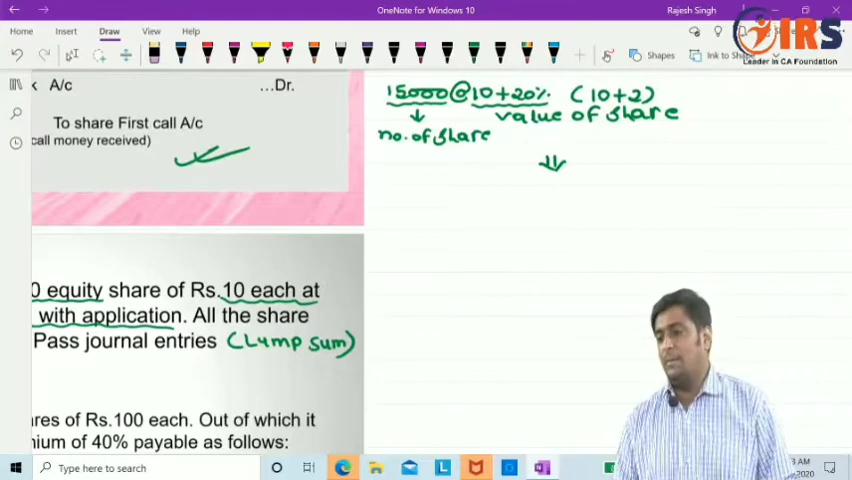 OneNote for Windows 10
Rajesh Singh
Home Insert Draw View Help
Shapes Ink to Shape
IRS
Leader in CA Foundation
A/c ...Dr.
To share First call A/c
call money received)
15000@10+20% (10+2)
value of share
no. of share
0 equity share of Rs.10 each at
with application. All the share
Pass journal entries (Lump sum)
ares of Rs.100 each. Out of which it
nium of 40% payable as follows:
Type here to search